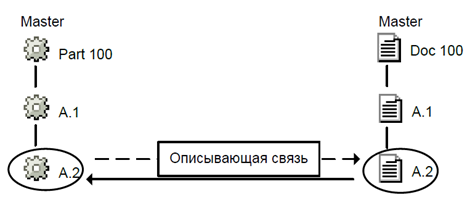 Master Master
Part 100 Doc 100
A.1 A.1
Описывающая связь
A.2 A.2